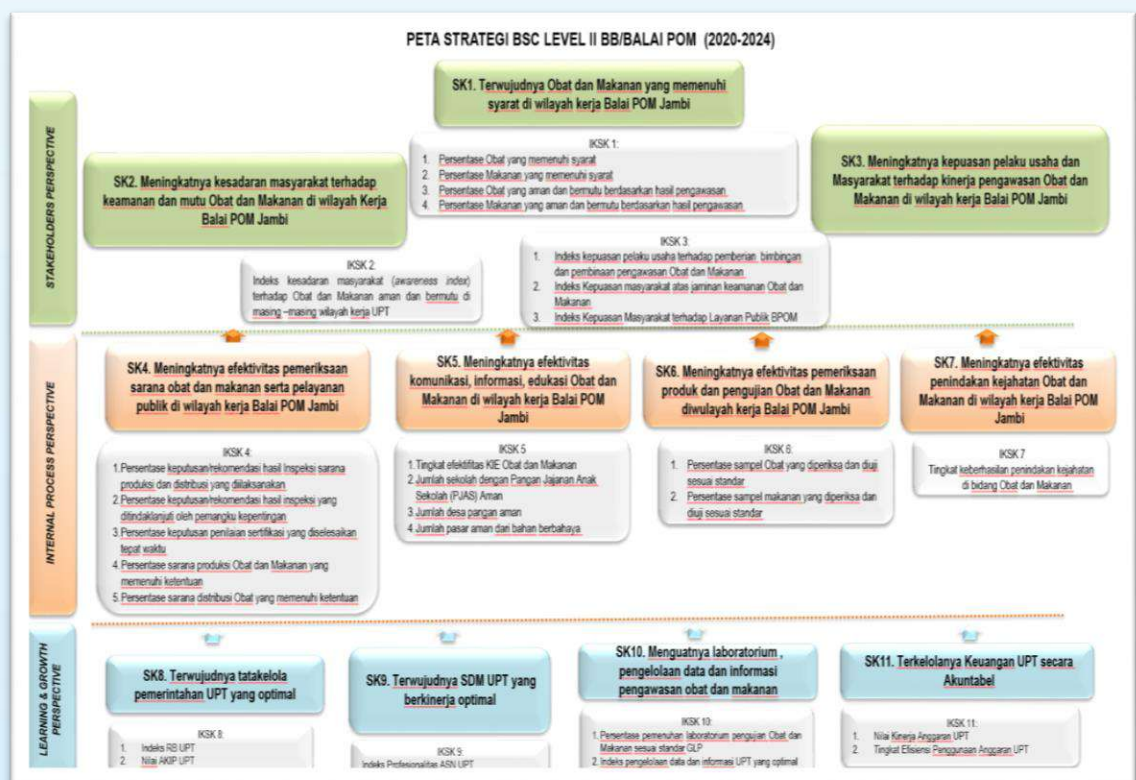 PETA STRATEGI BSC LEVEL II BB/BALAI POM (2020-2024)
STAKEHOLDERS PERSPECTIVE
SK1. Terwujudnya Obat dan Makanan yang memenuhi
syarat di wilayah kerja Balai POM Jambi
IKSK 1:
1. Persentase Obat yang memenuhi syarat
2. Persentase Makanan yang memenuhi syarat
3. Persentase Obat yang aman dan bermutu berdasarkan hasil pengawasan
4. Persentase Makanan yang aman dan bermutu berdasarkan hasil pengawasan
SK2. Meningkatnya kesadaran masyarakat terhadap
keamanan dan mutu Obat dan Makanan di wilayah Kerja
Balai POM Jambi
IKSK 2
Indeks kesadaran masyarakat (awareness index)
terhadap Obat dan Makanan aman dan bermutu di
masing –masing wilayah kerja UPT
SK3. Meningkatnya kepuasan pelaku usaha dan
Masyarakat terhadap kinerja pengawasan Obat dan
Makanan di wilayah kerja Balai POM Jambi
IKSK 3:
1. Indeks kepuasan pelaku usaha terhadap pemberian bimbingan
dan pembinaan pengawasan Obat dan Makanan
2. Indeks Kepuasan masyarakat atas jaminan keamanan Obat dan
Makanan
3. Indeks Kepuasan Masyarakat terhadap Layanan Publik BPOM
INTERNAL PROCESS PERSPECTIVE
SK4. Meningkatnya efektivitas pemeriksaan
sarana obat dan makanan serta pelayanan
publik di wilayah kerja Balai POM Jambi
IKSK 4:
1.Persentase keputusan/rekomendasi hasil Inspeksi sarana
produksi dan distribusi yang dilaksanakan
2.Persentase keputusan/rekomendasi hasil inspeksi yang
ditindaklanjuti oleh pemangku kepentingan
3.Persentase keputusan penilaian sertifikasi yang diselesaikan
tepat waktu
4.Persentase sarana produksi Obat dan Makanan yang
memenuhi ketentuan
5.Persentase sarana distribusi Obat yang memenuhi ketentuan
SK5. Meningkatnya efektivitas
komunikasi, informasi, edukasi Obat dan
Makanan di wilayah kerja Balai POM
Jambi
IKSK 5
1.Tingkat efektifitas KIE Obat dan Makanan
2.Jumlah sekolah dengan Pangan Jajanan Anak
Sekolah (PJAS) Aman
3.Jumlah desa pangan aman
4.Jumlah pasar aman dari bahan berbahaya
SK6. Meningkatnya efektivitas pemeriksaan
produk dan pengujian Obat dan Makanan
diwulayah kerja Balai POM Jambi
IKSK 6:
1. Persentase sampel Obat yang diperiksa dan diuji
sesuai standar
2. Persentase sampel makanan yang diperiksa dan
diuji sesuai standar
SK7. Meningkatnya efektivitas
penindakan kejahatan Obat dan
Makanan di wilayah kerja Balai POM
Jambi
IKSK 7
Tingkat keberhasilan penindakan kejahatan
di bidang Obat dan Makanan
LEARNING & GROWTH
PERSPECTIVE
SK8. Terwujudnya tatakelola
pemerintahan UPT yang optimal
IKSK 8:
1. Indeks RB UPT
2. Nilai AKIP UPT
SK9. Terwujudnya SDM UPT yang
berkinerja optimal
IKSK 9:
Indeks Profesionalitas ASN UPT
SK10. Menguatnya laboratorium ,
pengelolaan data dan informasi
pengawasan obat dan makanan
IKSK 10:
1.Persentase pemenuhan laboratorium pengujian Obat dan
Makanan sesuai standar GLP
2. Indeks pengelolaan data dan informasi UPT yang optimal
SK11. Terkelolanya Keuangan UPT secara
Akuntabel
IKSK 11:
1. Nilai Kinerja Anggaran UPT
2. Tingkat Efisiensi Penggunaan Anggaran UPT